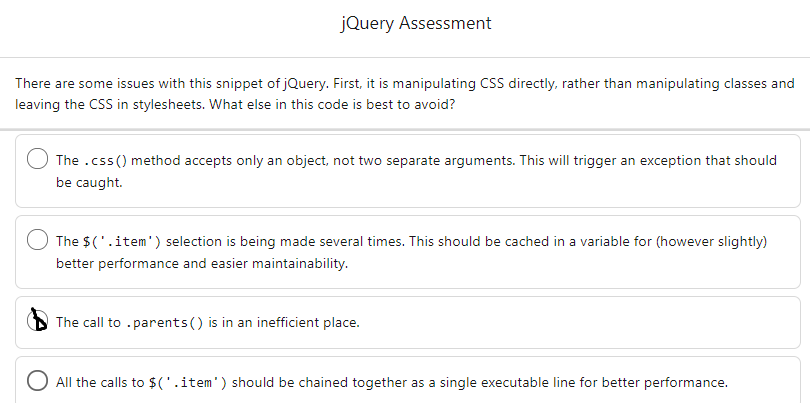 jQuery Assessment
There are some issues with this snippet of jQuery. First, it is manipulating CSS directly, rather than manipulating classes and
leaving the CSS in stylesheets. What else in this code is best to avoid?
The .css() method accepts only an object, not two separate arguments. This will trigger an exception that should
be caught.
The $('.item') selection is being made several times. This should be cached in a variable for (however slightly)
better performance and easier maintainability.
The call to .parents() is in an inefficient place.
All the calls to $('.item') should be chained together as a single executable line for better performance.